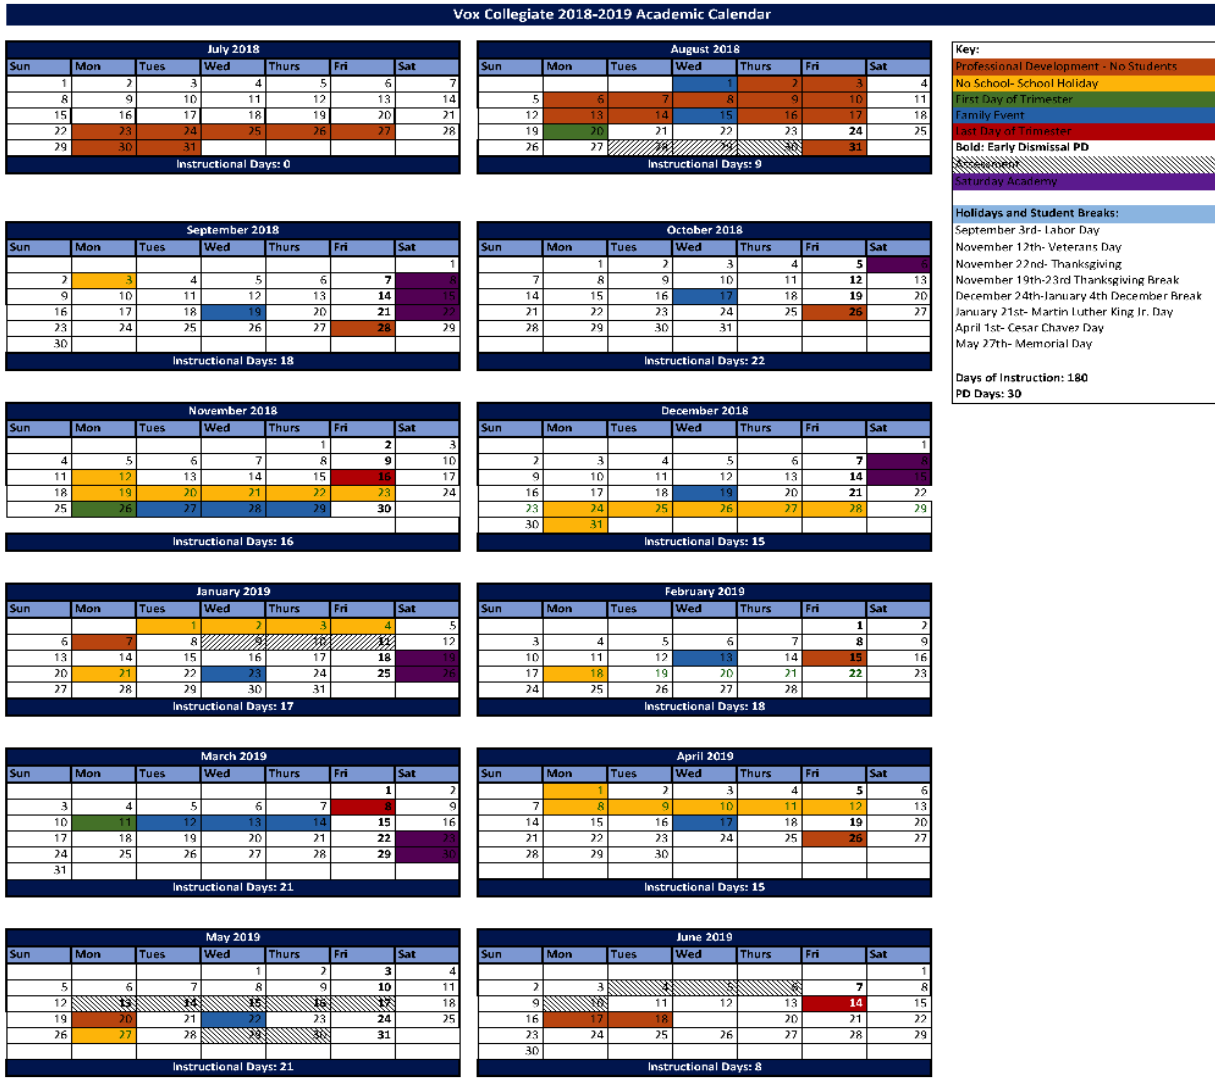 Vox Collegiate 2018-2019 Academic Calendar
July 2018
Sun Mon Tues Wed Thurs Fri Sat
1 2 3 4 5 6 7
8 9 10 11 12 13 14
15 16 17 18 19 20 21
22 23 24 25 26 27 28
29 30 31
Instructional Days: 0
August 2018
Sun Mon Tues Wed Thurs Fri Sat
1 2 3 4
5 6 7 8 9 10 11
12 13 14 15 16 17 18
19 20 21 22 23 24 25
26 27 28 29 30 31
Instructional Days: 9
Key:
Professional Development - No Students
No School- School Holiday
First Day of Trimester
Family Event
Last Day of Trimester
Bold: Early Dismissal PD
Assessment
Saturday Academy
Holidays and Student Breaks:
September 3rd- Labor Day
November 12th- Veterans Day
November 22nd- Thanksgiving
November 19th-23rd Thanksgiving Break
December 24th-January 4th December Break
January 21st- Martin Luther King Jr. Day
April 1st- Cesar Chavez Day
May 27th- Memorial Day
Days of Instruction: 180
PD Days: 30
September 2018
Sun Mon Tues Wed Thurs Fri Sat
1
2 3 4 5 6 7 8
9 10 11 12 13 14 15
16 17 18 19 20 21 22
23 24 25 26 27 28 29
30
Instructional Days: 18
October 2018
Sun Mon Tues Wed Thurs Fri Sat
1 2 3 4 5 6
7 8 9 10 11 12 13
14 15 16 17 18 19 20
21 22 23 24 25 26 27
28 29 30 31
Instructional Days: 22
November 2018
Sun Mon Tues Wed Thurs Fri Sat
1 2 3
4 5 6 7 8 9 10
11 12 13 14 15 16 17
18 19 20 21 22 23 24
25 26 27 28 29 30
Instructional Days: 16
December 2018
Sun Mon Tues Wed Thurs Fri Sat
1
2 3 4 5 6 7 8
9 10 11 12 13 14 15
16 17 18 19 20 21 22
23 24 25 26 27 28 29
30 31
Instructional Days: 15
January 2019
Sun Mon Tues Wed Thurs Fri Sat
1 2 3 4 5
6 7 8 9 10 11 12
13 14 15 16 17 18 19
20 21 22 23 24 25 26
27 28 29 30 31
Instructional Days: 17
February 2019
Sun Mon Tues Wed Thurs Fri Sat
1 2
3 4 5 6 7 8 9
10 11 12 13 14 15 16
17 18 19 20 21 22 23
24 25 26 27 28
Instructional Days: 18
March 2019
Sun Mon Tues Wed Thurs Fri Sat
1 2
3 4 5 6 7 8 9
10 11 12 13 14 15 16
17 18 19 20 21 22 23
24 25 26 27 28 29 30
31
Instructional Days: 21
April 2019
Sun Mon Tues Wed Thurs Fri Sat
1 2 3 4 5 6
7 8 9 10 11 12 13
14 15 16 17 18 19 20
21 22 23 24 25 26 27
28 29 30
Instructional Days: 15
May 2019
Sun Mon Tues Wed Thurs Fri Sat
1 2 3 4
5 6 7 8 9 10 11
12 13 14 15 16 17 18
19 20 21 22 23 24 25
26 27 28 29 30 31
Instructional Days: 21
June 2019
Sun Mon Tues Wed Thurs Fri Sat
1
2 3 4 5 6 7 8
9 10 11 12 13 14 15
16 17 18 20 21 22
23 24 25 26 27 28 29
30
Instructional Days: 8